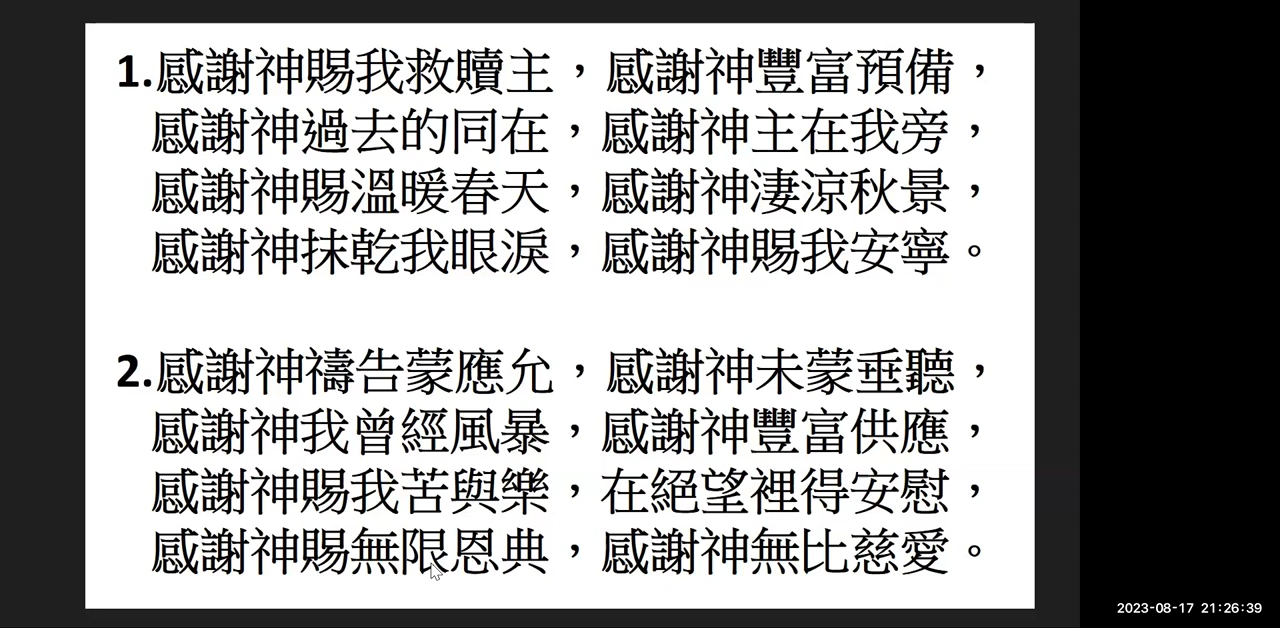 1.感謝神賜我救贖主，感謝神豐富預備，
感謝神過去的同在，感謝神主在我旁，
感謝神賜溫暖春天，感謝神淒涼秋景，
感謝神抹乾我眼淚，感謝神賜我安寧。
2.感謝神禱告蒙應允，感謝神未蒙垂聽，
感謝神我曾經風暴，感謝神豐富供應，
感謝神賜我苦與樂，在絕望裡得安慰，
感謝神賜無限恩典，感謝神無比慈愛。
2023-08-17 21:26:39